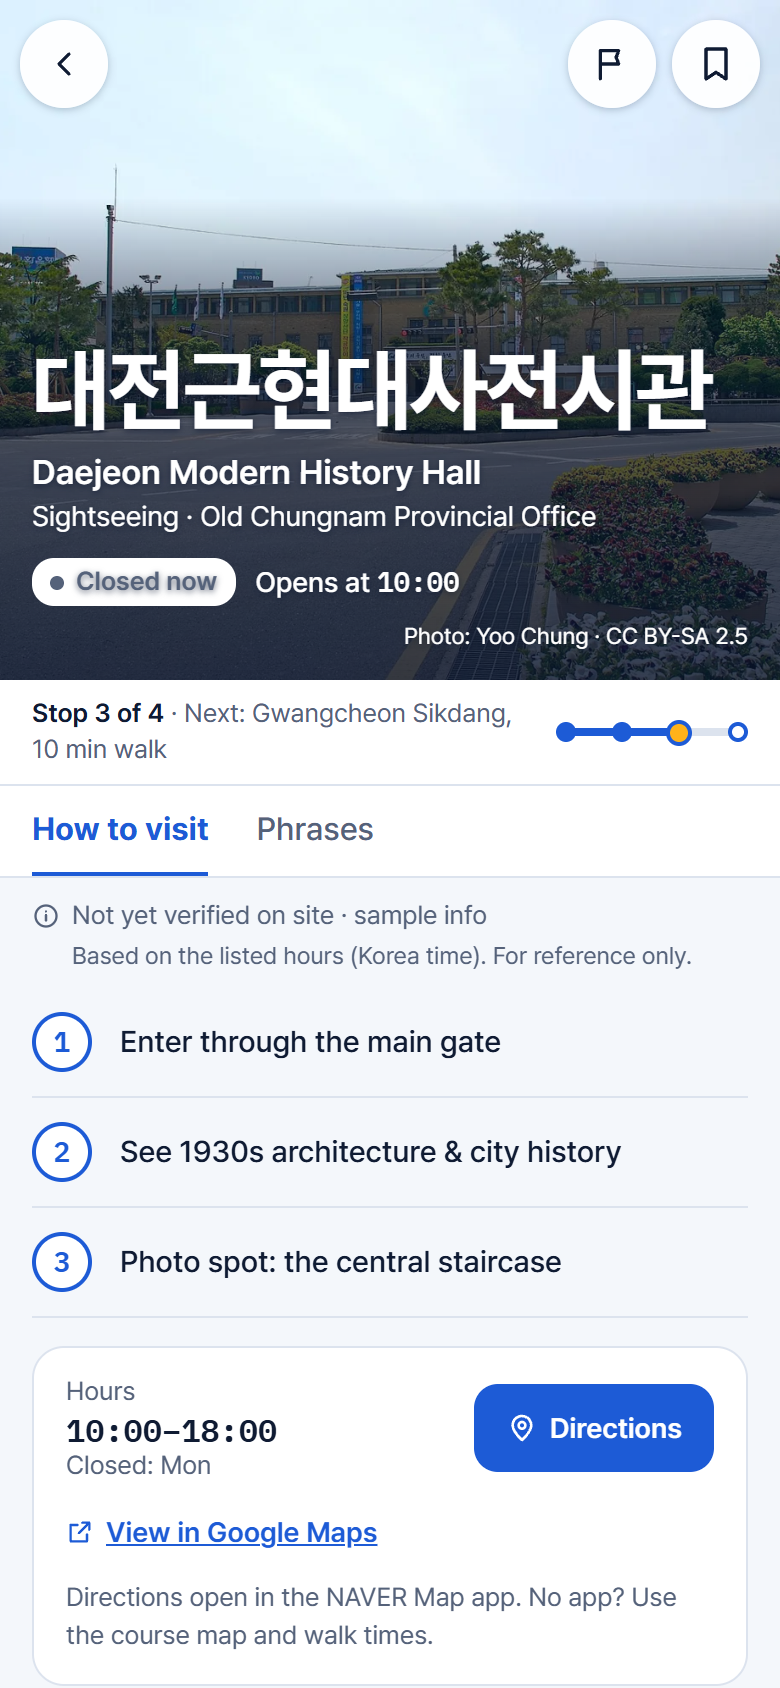 대전근현대사전시관
Daejeon Modern History Hall
Sightseeing · Old Chungnam Provincial Office
Closed now
Opens at 10:00
Photo: Yoo Chung · CC BY-SA 2.5
Stop 3 of 4 · Next: Gwangcheon Sikdang,
10 min walk
How to visit
Phrases
Not yet verified on site · sample info
Based on the listed hours (Korea time). For reference only.
1 Enter through the main gate
2 See 1930s architecture & city history
3 Photo spot: the central staircase
Hours
10:00–18:00
Closed: Mon
Directions
View in Google Maps
Directions open in the NAVER Map app. No app? Use
the course map and walk times.